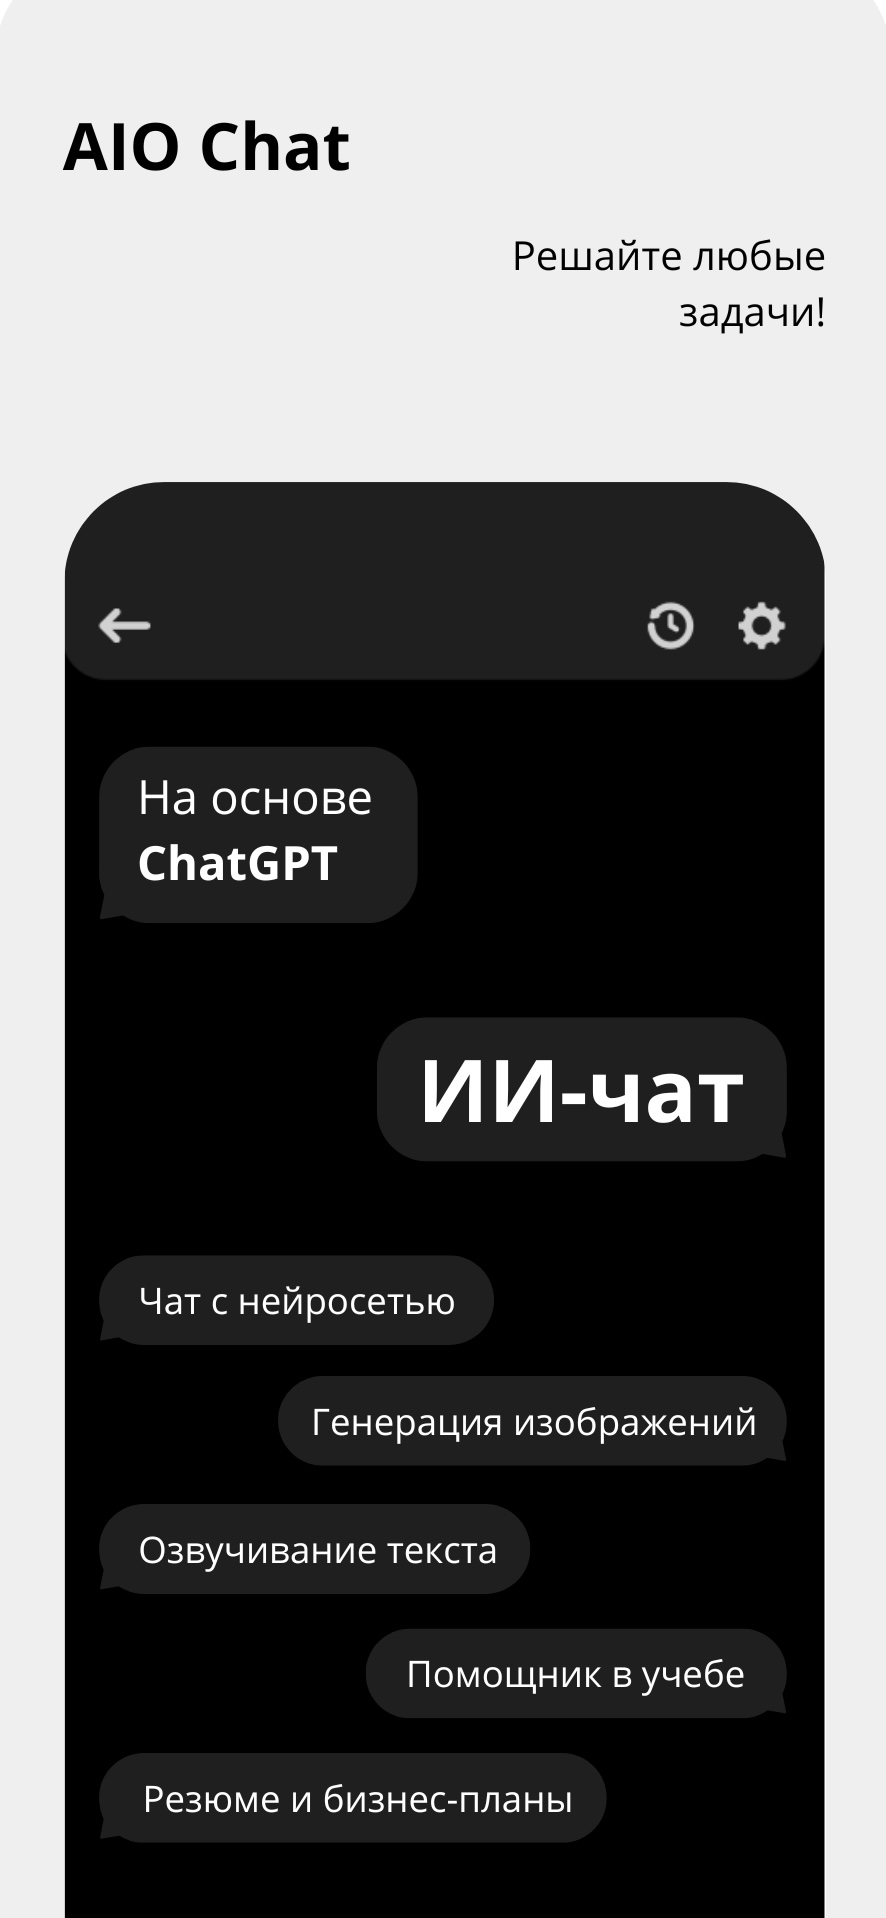 AIO Chat
Решайте любые
задачи!
На основе
ChatGPT
ИИ-чат
Чат с нейросетью
Генерация изображений
Озвучивание текста
Помощник в учебе
Резюме и бизнес-планы